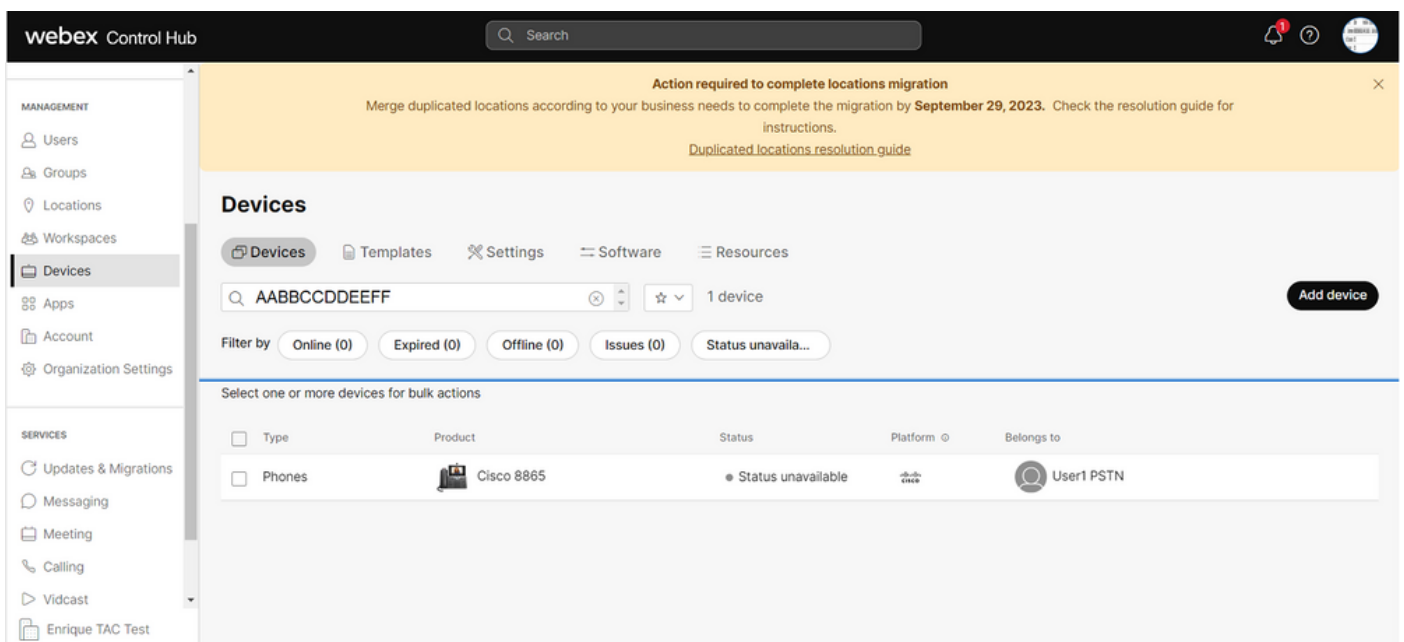 webex Control Hub
Search
1
Action required to complete locations migration
Merge duplicated locations according to your business needs to complete the migration by September 29, 2023. Check the resolution guide for
instructions.
Duplicated locations resolution guide
MANAGEMENT
Users
Groups
Locations
Workspaces
Devices
Apps
Account
Organization Settings
SERVICES
Updates & Migrations
Messaging
Meeting
Calling
Vidcast
Enrique TAC Test
Devices
Devices Templates Settings Software Resources
AABBCCDDEEFF 1 device Add device
Filter by Online (0) Expired (0) Offline (0) Issues (0) Status unavaila...
Select one or more devices for bulk actions
Type Product Status Platform Belongs to
Phones Cisco 8865 Status unavailable CISCO User1 PSTN